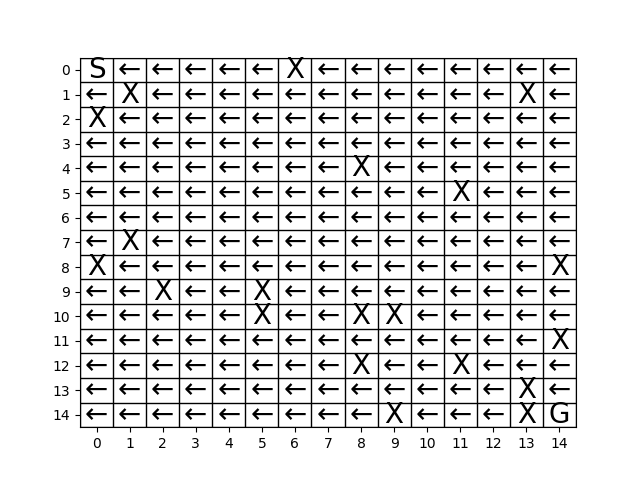 0 S ← ← ← ← ← X ← ← ← ← ← ← ← ←
1 ← X ← ← ← ← ← ← ← ← ← ← ← X ←
2 X ← ← ← ← ← ← ← ← ← ← ← ← ← ←
3 ← ← ← ← ← ← ← ← ← ← ← ← ← ← ←
4 ← ← ← ← ← ← ← ← X ← ← ← ← ← ←
5 ← ← ← ← ← ← ← ← ← ← ← X ← ← ←
6 ← ← ← ← ← ← ← ← ← ← ← ← ← ← ←
7 ← X ← ← ← ← ← ← ← ← ← ← ← ← ←
8 X ← ← ← ← ← ← ← ← ← ← ← ← ← X
9 ← ← X ← ← X ← ← ← ← ← ← ← ← ←
10 ← ← ← ← ← X ← ← X X ← ← ← ← ←
11 ← ← ← ← ← ← ← ← ← ← ← ← ← ← X
12 ← ← ← ← ← ← ← ← X ← ← X ← ← ←
13 ← ← ← ← ← ← ← ← ← ← ← ← ← X ←
14 ← ← ← ← ← ← ← ← ← X ← ← ← X G
0 1 2 3 4 5 6 7 8 9 10 11 12 13 14